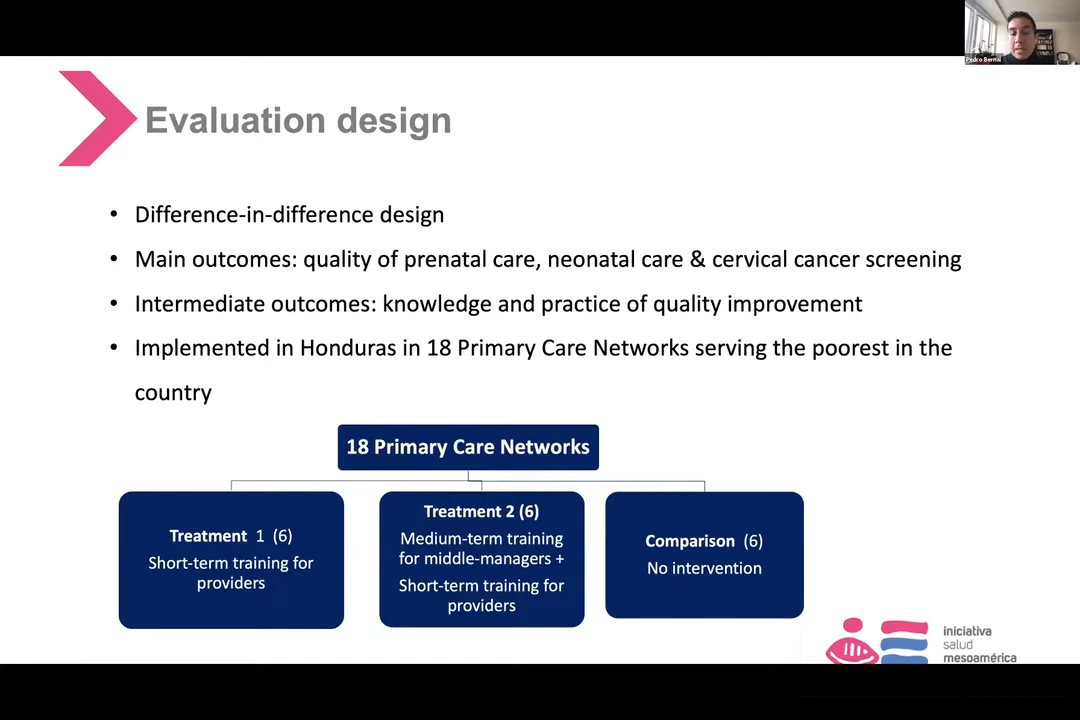 Pedro Bernal
Evaluation design
• Difference-in-difference design
• Main outcomes: quality of prenatal care, neonatal care & cervical cancer screening
• Intermediate outcomes: knowledge and practice of quality improvement
• Implemented in Honduras in 18 Primary Care Networks serving the poorest in the
country
18 Primary Care Networks
Treatment 1 (6)
Short-term training for
providers
Treatment 2 (6)
Medium-term training
for middle-managers +
Short-term training for
providers
Comparison (6)
No intervention
iniciativa
salud
mesoamérica